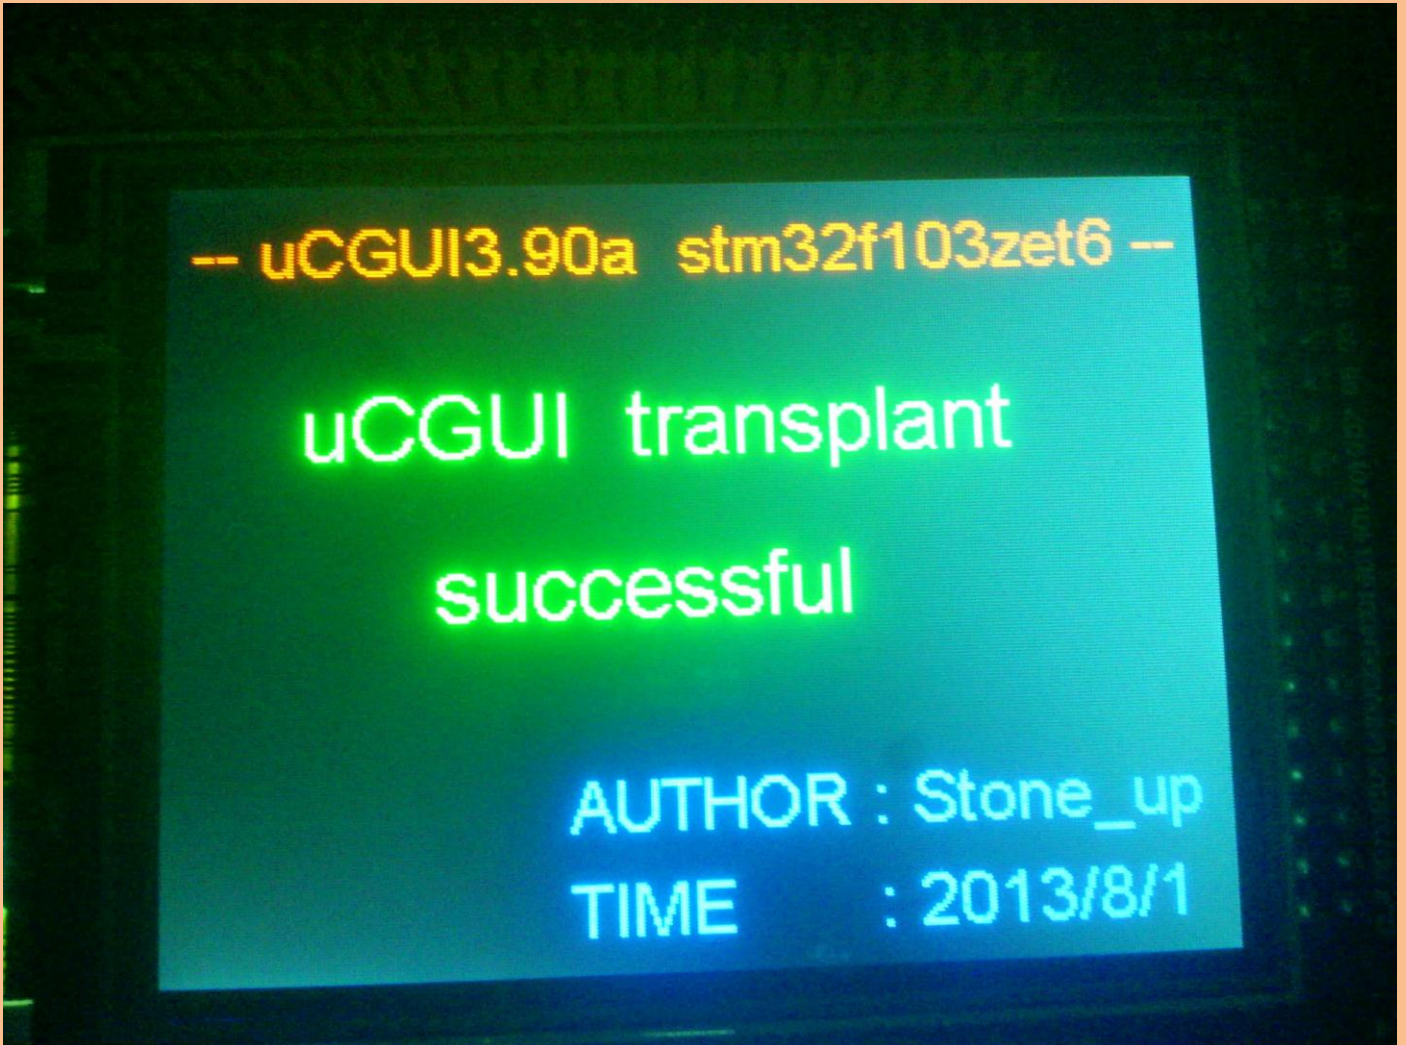 -- uCGUI3.90a stm32f103zet6 --
uCGUI transplant
successful
AUTHOR : Stone_up
TIME : 2013/8/1